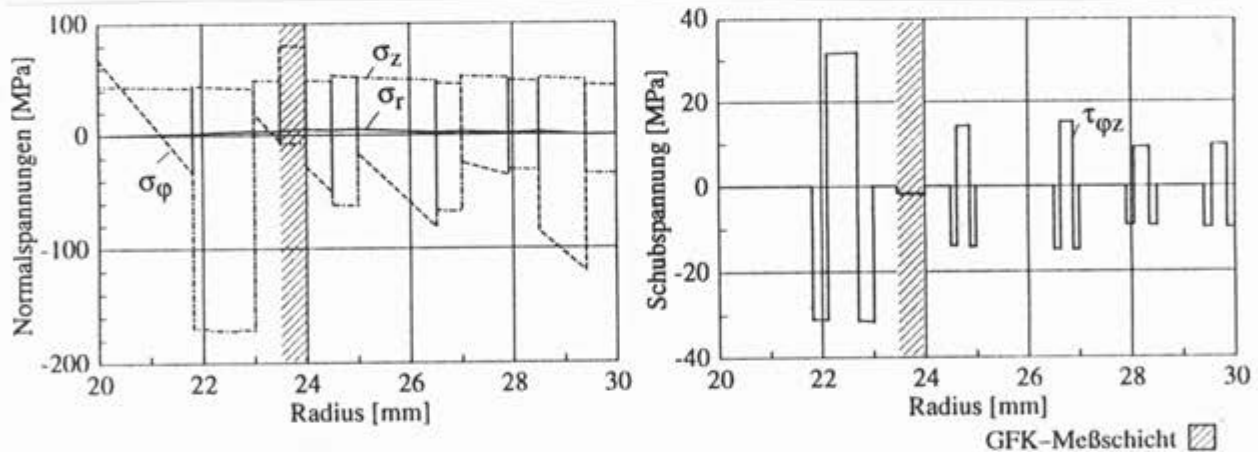 Normalspannungen [MPa]
100
0
-100
-200
σz
σr
σφ
20 22 24 26 28 30
Radius [mm]
Schubspannung [MPa]
40
20
0
-20
-40
τφz
20 22 24 26 28 30
Radius [mm]
GFK-Meßschicht